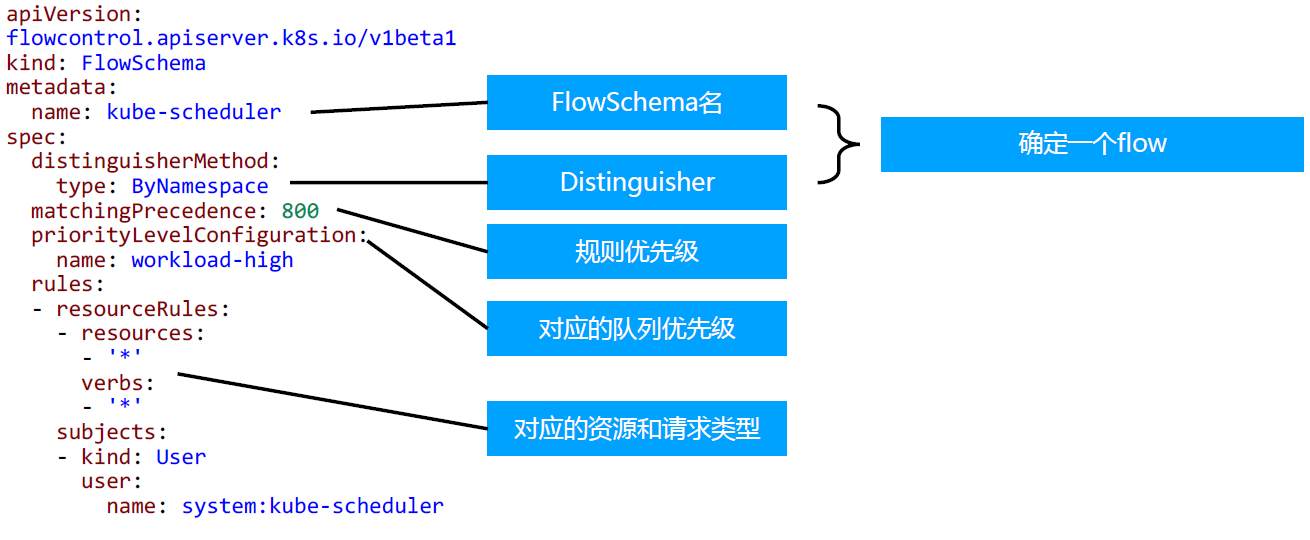 apiVersion:
flowcontrol.apiserver.k8s.io/v1beta1
kind: FlowSchema
metadata:
  name: kube-scheduler
spec:
  distinguisherMethod:
    type: ByNamespace
  matchingPrecedence: 800
  priorityLevelConfiguration:
    name: workload-high
  rules:
  - resourceRules:
    - resources:
      - '*'
      verbs:
      - '*'
    subjects:
    - kind: User
      user:
        name: system:kube-scheduler
FlowSchema名
Distinguisher
规则优先级
对应的队列优先级
对应的资源和请求类型
确定一个flow